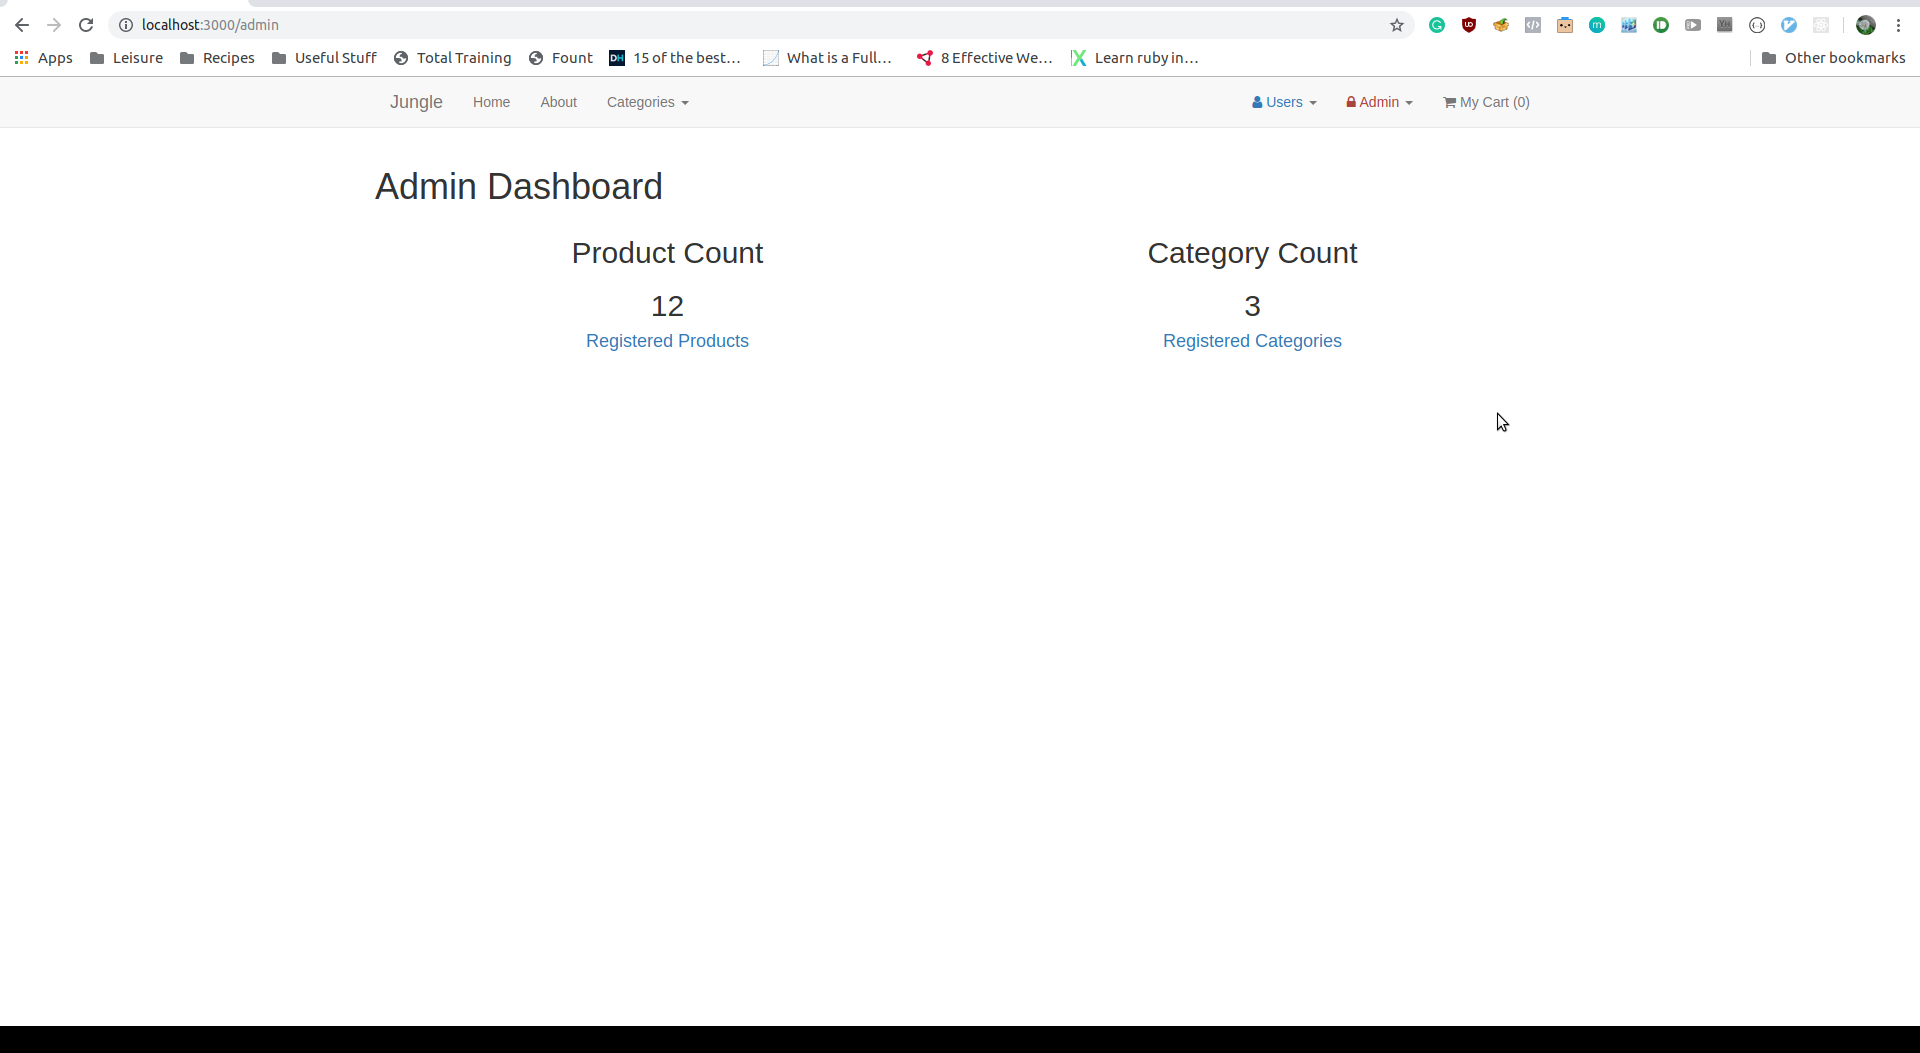 localhost:3000/admin
Apps Leisure Recipes Useful Stuff Total Training Fount DH 15 of the best... What is a Full... 8 Effective We... Learn ruby in... Other bookmarks
Jungle Home About Categories Users Admin My Cart (0)
Admin Dashboard
Product Count Category Count
12 3
Registered Products Registered Categories